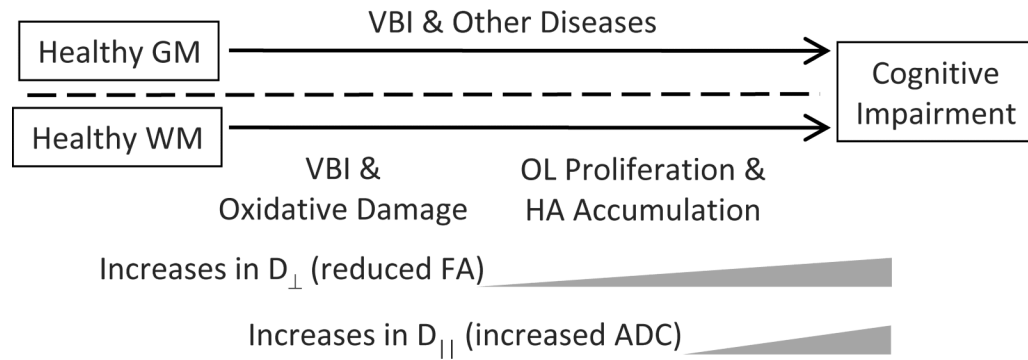 VBI & Other Diseases
Healthy GM
Cognitive
Impairment
Healthy WM
VBI &
Oxidative Damage
OL Proliferation &
HA Accumulation
Increases in D⊥ (reduced FA)
Increases in D|| (increased ADC)